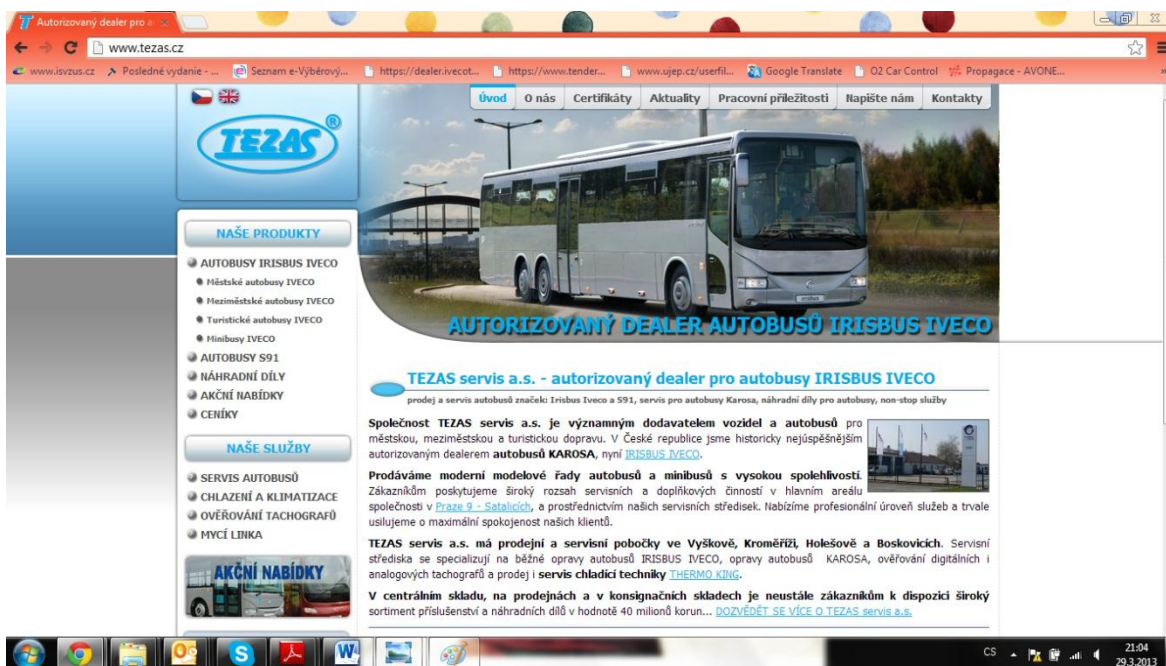 Autorizovaný dealer pro a
www.tezas.cz
www.isvzus.cz
Posledné vydanie - ...
Seznam e-Výběrový...
https://dealer.ivecot...
https://www.tender...
www.ujep.cz/userfil...
Google Translate
O2 Car Control
Propagace - AVONE...
Úvod
O nás
Certifikáty
Aktuality
Pracovní příležitosti
Napište nám
Kontakty
TEZAS ®
NAŠE PRODUKTY
AUTOBUSY IRISBUS IVECO
Městské autobusy IVECO
Meziměstské autobusy IVECO
Turistické autobusy IVECO
Minibusy IVECO
AUTOBUSY S91
NÁHRADNÍ DÍLY
AKČNÍ NABÍDKY
CENÍKY
NAŠE SLUŽBY
SERVIS AUTOBUSŮ
CHLAZENÍ A KLIMATIZACE
OVĚŘOVÁNÍ TACHOGRAFŮ
MYCÍ LINKA
AKČNÍ NABÍDKY
AUTORIZOVANÝ DEALER AUTOBUSŮ IRISBUS IVECO
TEZAS servis a.s. - autorizovaný dealer pro autobusy IRISBUS IVECO
prodej a servis autobusů značek: Irisbus Iveco a S91, servis pro autobusy Karosa, náhradní díly pro autobusy, non-stop služby
Společnost TEZAS servis a.s. je významným dodavatelem vozidel a autobusů pro
městskou, meziměstskou a turistickou dopravu. V České republice jsme historicky nejúspěšnějším
autorizovaným dealerem autobusů KAROSA, nyní IRISBUS IVECO.
Prodáváme moderní modelové řady autobusů a minibusů s vysokou spolehlivostí.
Zákazníkům poskytujeme široký rozsah servisních a doplňkových činností v hlavním areálu
společnosti v Praze 9 - Satalicích, a prostřednictvím našich servisních středisek. Nabízíme profesionální úroveň služeb a trvale
usilujeme o maximální spokojenost našich klientů.
TEZAS servis a.s. má prodejní a servisní pobočky ve Vyškově, Kroměříži, Holešově a Boskovicích. Servisní
střediska se specializují na běžné opravy autobusů IRISBUS IVECO, opravy autobusů KAROSA, ověřování digitálních i
analogových tachografů a prodej i servis chladící techniky THERMO KING.
V centrálním skladu, na prodejnách a v konsignačních skladech je neustále zákazníkům k dispozici široký
sortiment příslušenství a náhradních dílů v hodnotě 40 milionů korun... DOZVĚDĚT SE VÍCE O TEZAS servis a.s.
CS
21:04
29.3.2013